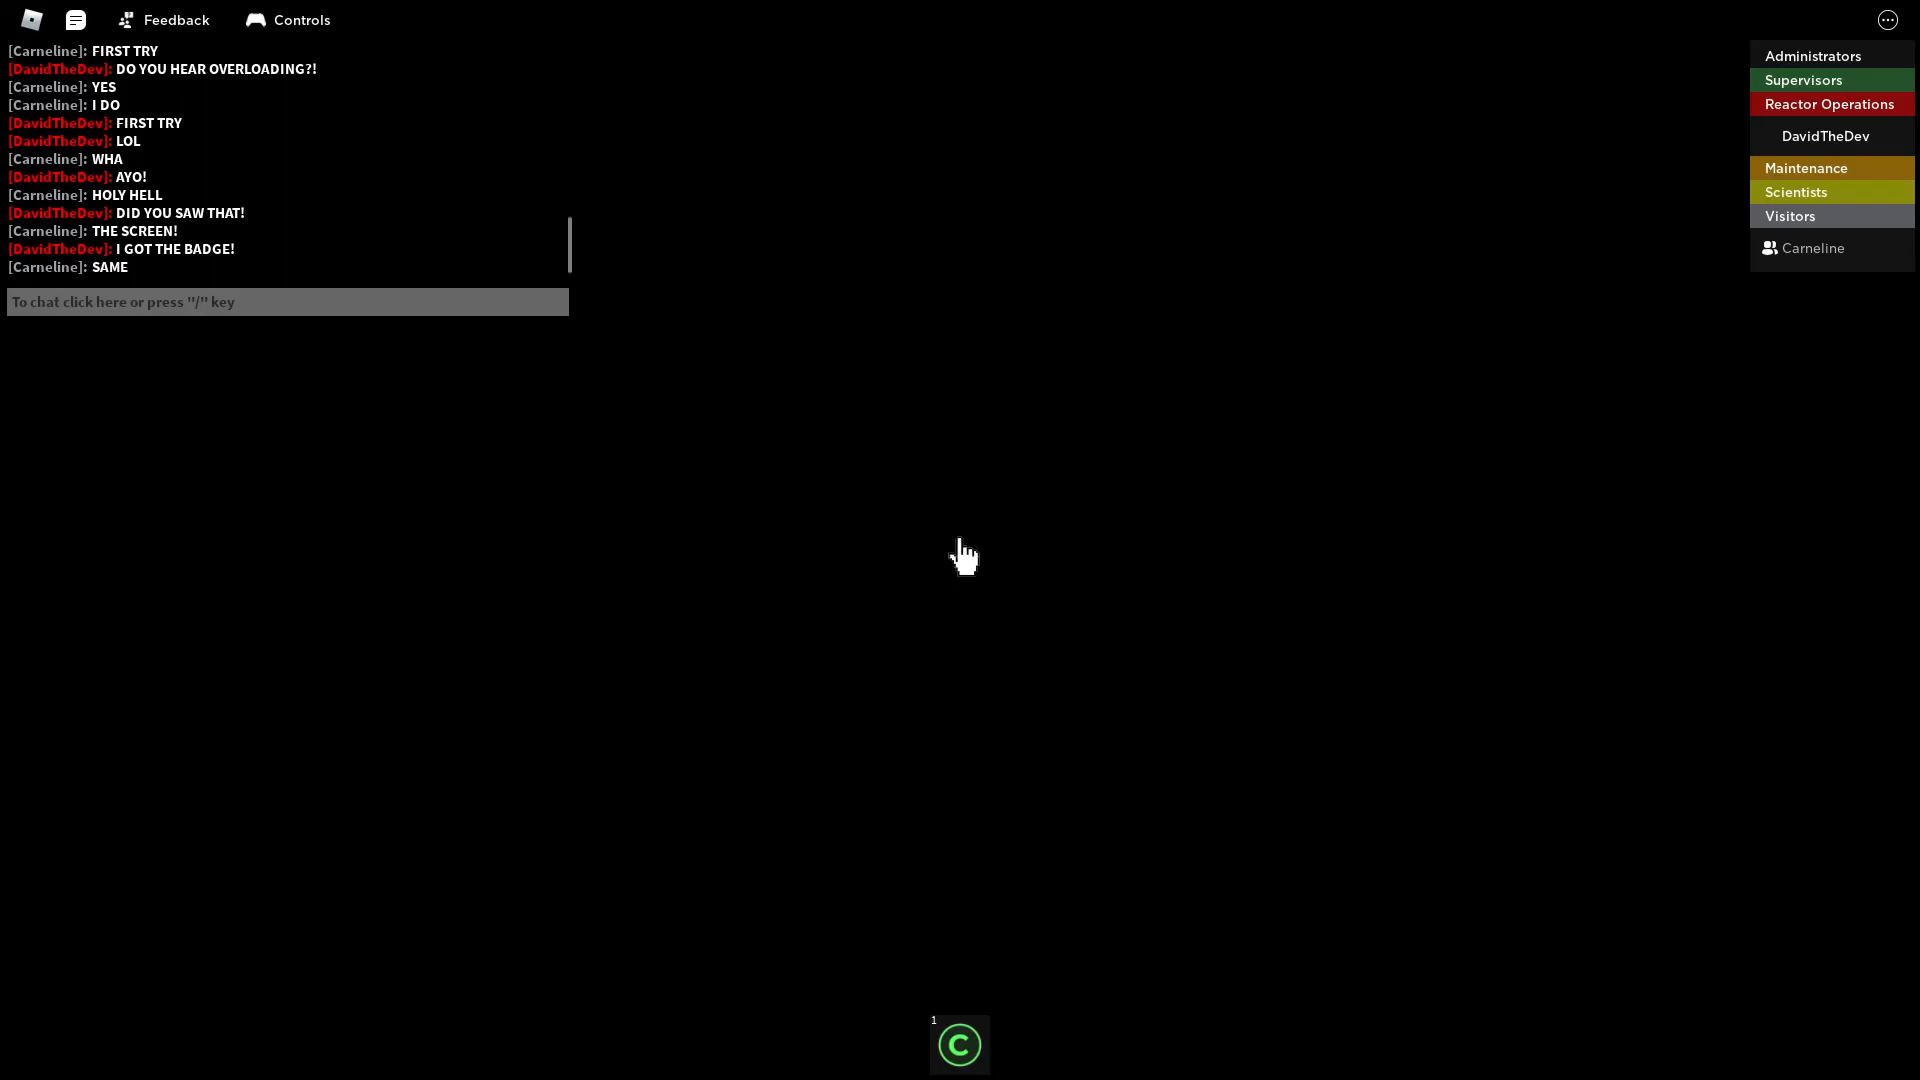 Feedback
Controls
[Carneline]: FIRST TRY
[DavidTheDev]: DO YOU HEAR OVERLOADING?!
[Carneline]: YES
[Carneline]: I DO
[DavidTheDev]: FIRST TRY
[DavidTheDev]: LOL
[Carneline]: WHA
[DavidTheDev]: AYO!
[Carneline]: HOLY HELL
[DavidTheDev]: DID YOU SAW THAT!
[Carneline]: THE SCREEN!
[DavidTheDev]: I GOT THE BADGE!
[Carneline]: SAME
To chat click here or press "/" key
Administrators
Supervisors
Reactor Operations
DavidTheDev
Maintenance
Scientists
Visitors
Carneline
1
C